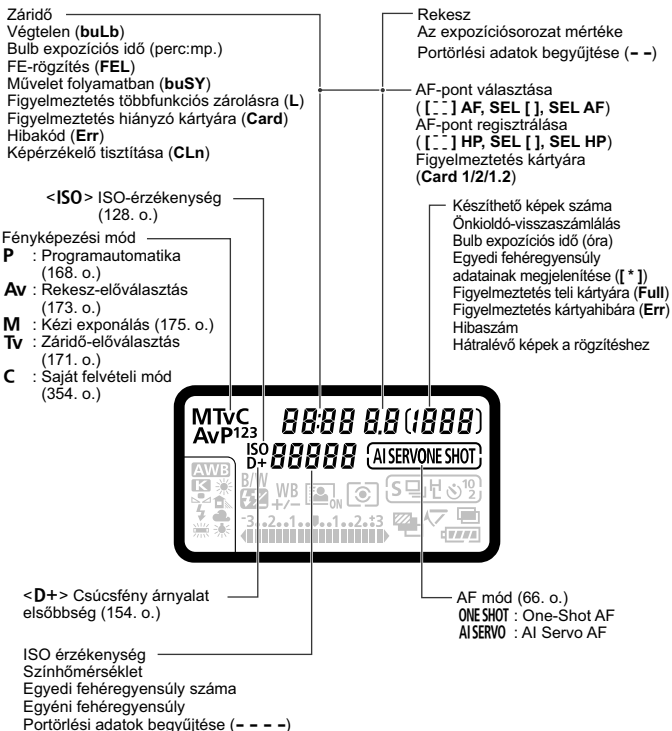 Záridő
Végtelen (buLb)
Bulb expozíciós idő (perc:mp.)
FE-rögzítés (FEL)
Művelet folyamatban (buSY)
Figyelmeztetés többfunkciós zárolásra (L)
Figyelmeztetés hiányzó kártyára (Card)
Hibakód (Err)
Képérzékelő tisztítása (CLn)
Rekesz
Az expozíciósorozat mértéke
Portörlési adatok begyűjtése (- -)
AF-pont választása
( [ ] AF, SEL [ ], SEL AF)
AF-pont regisztrálása
( [ ] HP, SEL [ ], SEL HP)
Figyelmeztetés kártyára
(Card 1/2/1.2)
<ISO> ISO-érzékenység
(128. o.)
Fényképezési mód
P : Programautomatika
(168. o.)
Av : Rekesz-előválasztás
(173. o.)
M : Kézi exponálás (175. o.)
Tv : Záridő-előválasztás
(171. o.)
C : Saját felvételi mód
(354. o.)
Készíthető képek száma
Önkioldó-visszaszámlálás
Bulb expozíciós idő (óra)
Egyedi fehéregyensúly
adatainak megjelenítése ([ * ])
Figyelmeztetés teli kártyára (Full)
Figyelmeztetés kártyahibára (Err)
Hibaszám
Hátralévő képek a rögzítéshez
MTvC 88:88 8.8 (1888)
AvP123
ISO
D+ 88888 AI SERVONE SHOT
AWB
K
B/W
WB
+/-
ON
S
10
2
-3..2..1..0..1..2..+3
<D+> Csúcsfény árnyalat
elsőbbség (154. o.)
AF mód (66. o.)
ONE SHOT : One-Shot AF
AI SERVO : AI Servo AF
ISO érzékenység
Színhőmérséklet
Egyedi fehéregyensúly száma
Egyéni fehéregyensúly
Portörlési adatok begyűjtése (- - - -)